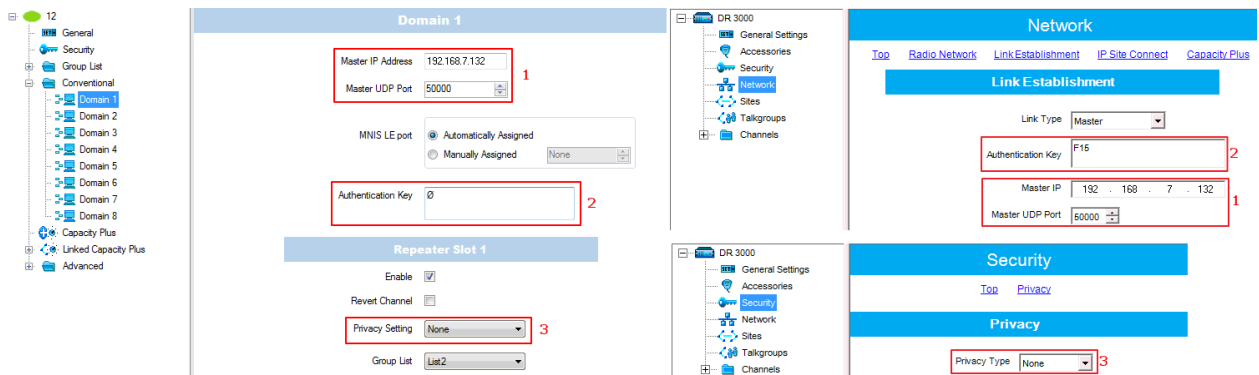 12
General
Security
Group List
Conventional
Domain 1
Domain 2
Domain 3
Domain 4
Domain 5
Domain 6
Domain 7
Domain 8
Capacity Plus
Linked Capacity Plus
Advanced
Domain 1
Master IP Address 192.168.7.132
1
Master UDP Port 50000
MNIS LE port Automatically Assigned
Manually Assigned None
Authentication Key Ø
2
Repeater Slot 1
Enable
Revert Channel
Privacy Setting None 3
Group List List2
DR 3000
General Settings
Accessories
Security
Network
Sites
Talkgroups
Channels
Network
Top Radio Network Link Establishment IP Site Connect Capacity Plus
Link Establishment
Link Type Master
Authentication Key F15 2
Master IP 192 . 168 . 7 . 132
1
Master UDP Port 50000
DR 3000
General Settings
Accessories
Security
Network
Sites
Talkgroups
Channels
Security
Top Privacy
Privacy
Privacy Type None 3